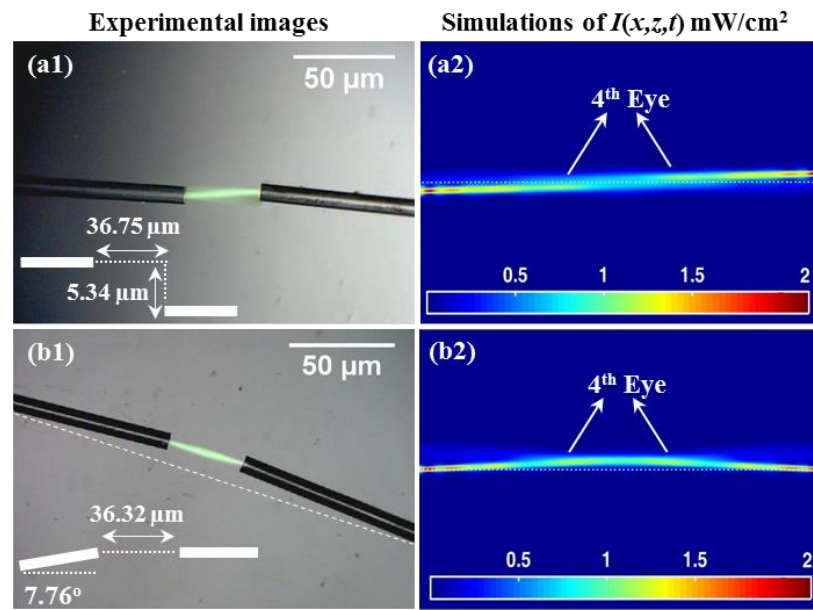 Experimental images
Simulations of I(x,z,t) mW/cm²
(a1)
50 µm
36.75 µm
5.34 µm
(a2)
4th Eye
0.5 1 1.5 2
(b1)
50 µm
36.32 µm
7.76°
(b2)
4th Eye
0.5 1 1.5 2